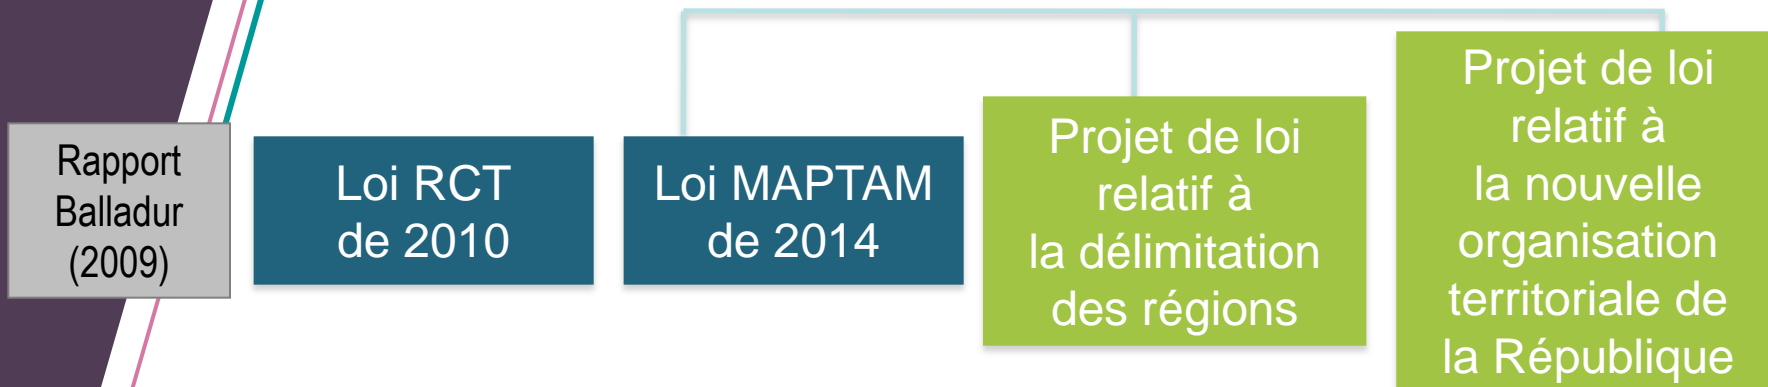 Rapport
Balladur
(2009)
Loi RCT
de 2010
Loi MAPTAM
de 2014
Projet de loi
relatif à
la délimitation
des régions
Projet de loi
relatif à
la nouvelle
organisation
territoriale de
la République